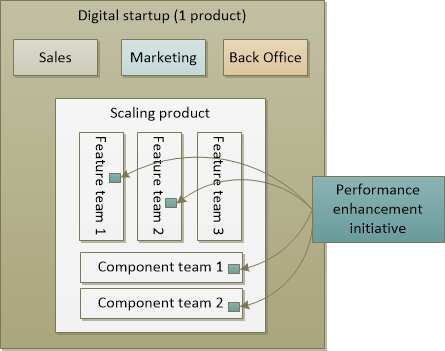 Digital startup (1 product)
Sales
Marketing
Back Office
Scaling product
Feature team 1
Feature team 2
Feature team 3
Component team 1
Component team 2
Performance
enhancement
initiative